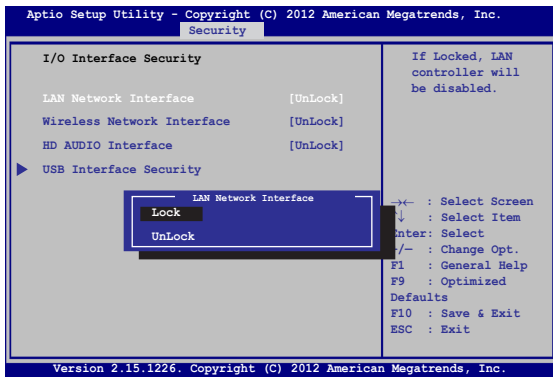 Aptio Setup Utility - Copyright (C) 2012 American Megatrends, Inc.
Security
I/O Interface Security
LAN Network Interface [UnLock]
Wireless Network Interface [UnLock]
HD AUDIO Interface [UnLock]
USB Interface Security
LAN Network Interface
Lock
UnLock
If Locked, LAN
controller will
be disabled.
→← : Select Screen
↑↓ : Select Item
Enter: Select
+/— : Change Opt.
F1 : General Help
F9 : Optimized
Defaults
F10 : Save & Exit
ESC : Exit
Version 2.15.1226. Copyright (C) 2012 American Megatrends, Inc.